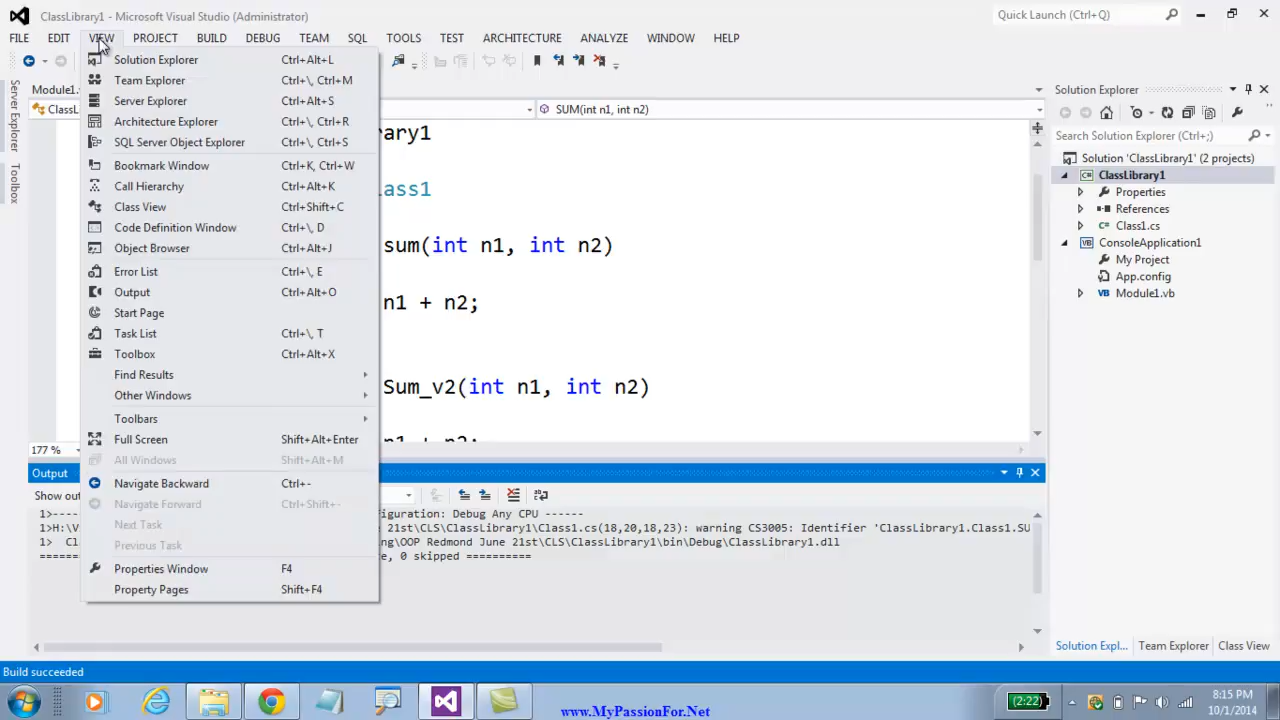 ClassLibrary1 - Microsoft Visual Studio (Administrator)
Quick Launch (Ctrl+Q)
FILE EDIT VIEW PROJECT BUILD DEBUG TEAM SQL TOOLS TEST ARCHITECTURE ANALYZE WINDOW HELP
Server Explorer
Toolbox
Module1.
ClassL
Solution Explorer Ctrl+Alt+L
Team Explorer Ctrl+\, Ctrl+M
Server Explorer Ctrl+Alt+S
Architecture Explorer Ctrl+\, Ctrl+R
SQL Server Object Explorer Ctrl+\, Ctrl+S
Bookmark Window Ctrl+K, Ctrl+W
Call Hierarchy Ctrl+Alt+K
Class View Ctrl+Shift+C
Code Definition Window Ctrl+\, D
Object Browser Ctrl+Alt+J
Error List Ctrl+\, E
Output Ctrl+Alt+O
Start Page
Task List Ctrl+\, T
Toolbox Ctrl+Alt+X
Find Results
Other Windows
Toolbars
Full Screen Shift+Alt+Enter
All Windows Shift+Alt+M
Navigate Backward Ctrl+-
Navigate Forward Ctrl+Shift+-
Next Task
Previous Task
Properties Window F4
Property Pages Shift+F4
SUM(int n1, int n2)
rary1
lass1
sum(int n1, int n2)
n1 + n2;
Sum_v2(int n1, int n2)
n1 + n2;
177 %
Output
Show out
1>----
figuration: Debug Any CPU ------
1>H:\V
21st\CLS\ClassLibrary1\Class1.cs(18,20,18,23): warning CS3005: Identifier 'ClassLibrary1.Class1.SU
1> Cl
ng\OOP Redmond June 21st\CLS\ClassLibrary1\bin\Debug\ClassLibrary1.dll
=====
e, 0 skipped ==========
Solution Explorer
Search Solution Explorer (Ctrl+;)
Solution 'ClassLibrary1' (2 projects)
ClassLibrary1
Properties
References
Class1.cs
ConsoleApplication1
My Project
App.config
Module1.vb
Solution Expl... Team Explorer Class View
Build succeeded
www.MyPassionFor.Net
(2:22)
8:15 PM
10/1/2014